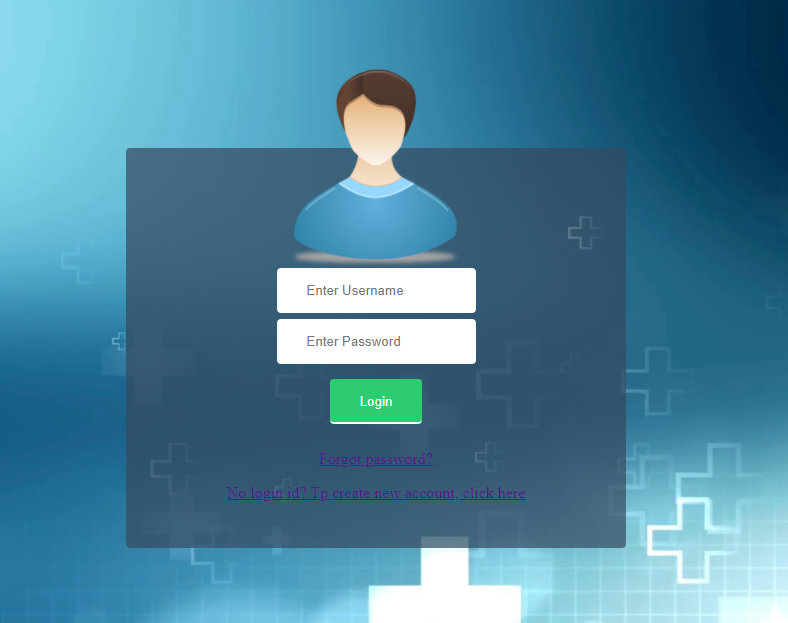 Enter Username
Enter Password
Login
Forgot password?
No login id? Tp create new account, click here